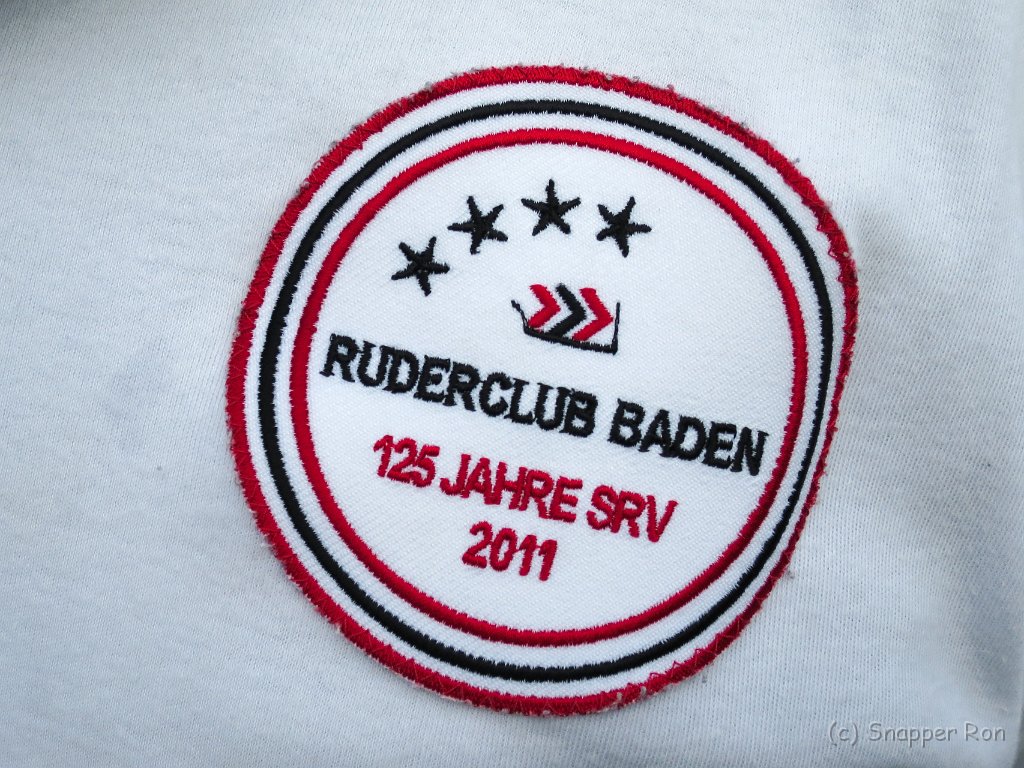 RUDERCLUB BADEN
125 JAHRE SRV
2011
(c) Snapper Ron